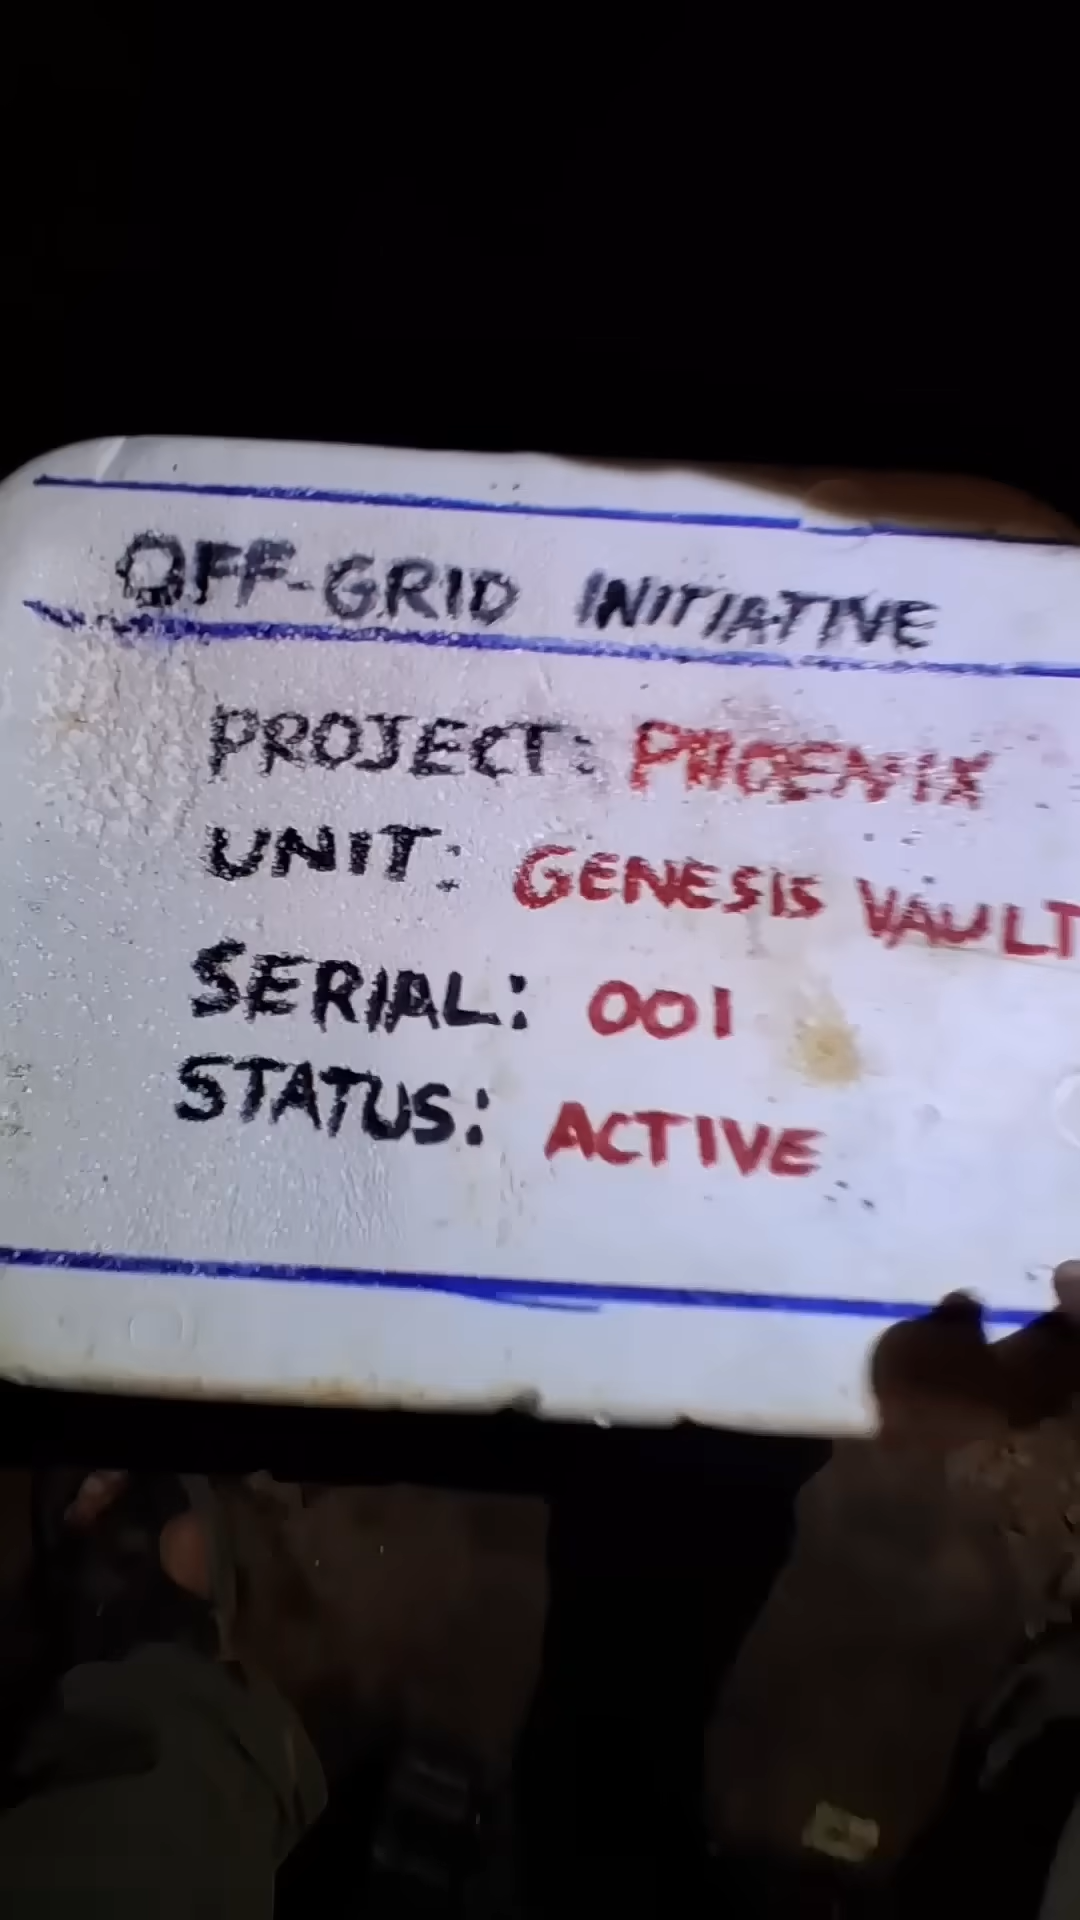 OFF-GRID INITIATIVE
PROJECT: PHOENIX
UNIT: GENESIS VAULT
SERIAL: 001
STATUS: ACTIVE